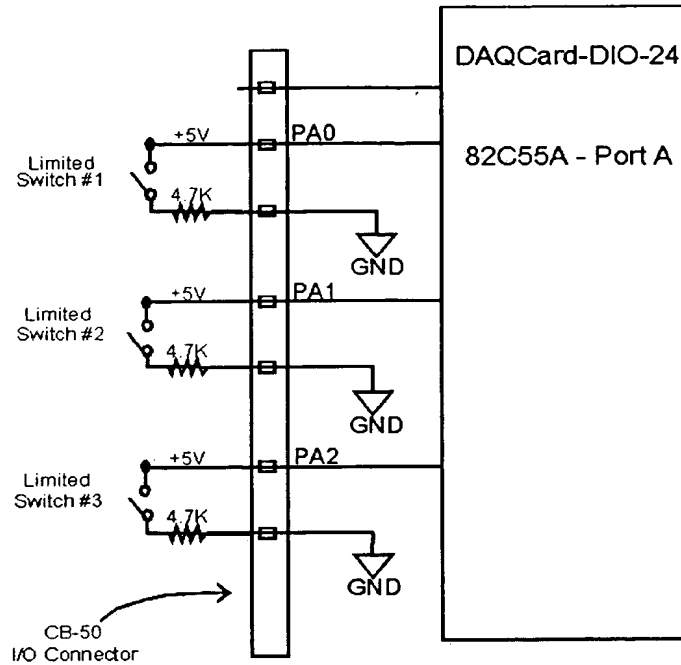 DAQCard-DIO-24
82C55A - Port A
+5V
PA0
Limited
Switch #1
4.7K
GND
+5V
PA1
Limited
Switch #2
4.7K
GND
+5V
PA2
Limited
Switch #3
4.7K
GND
CB-50
I/O Connector